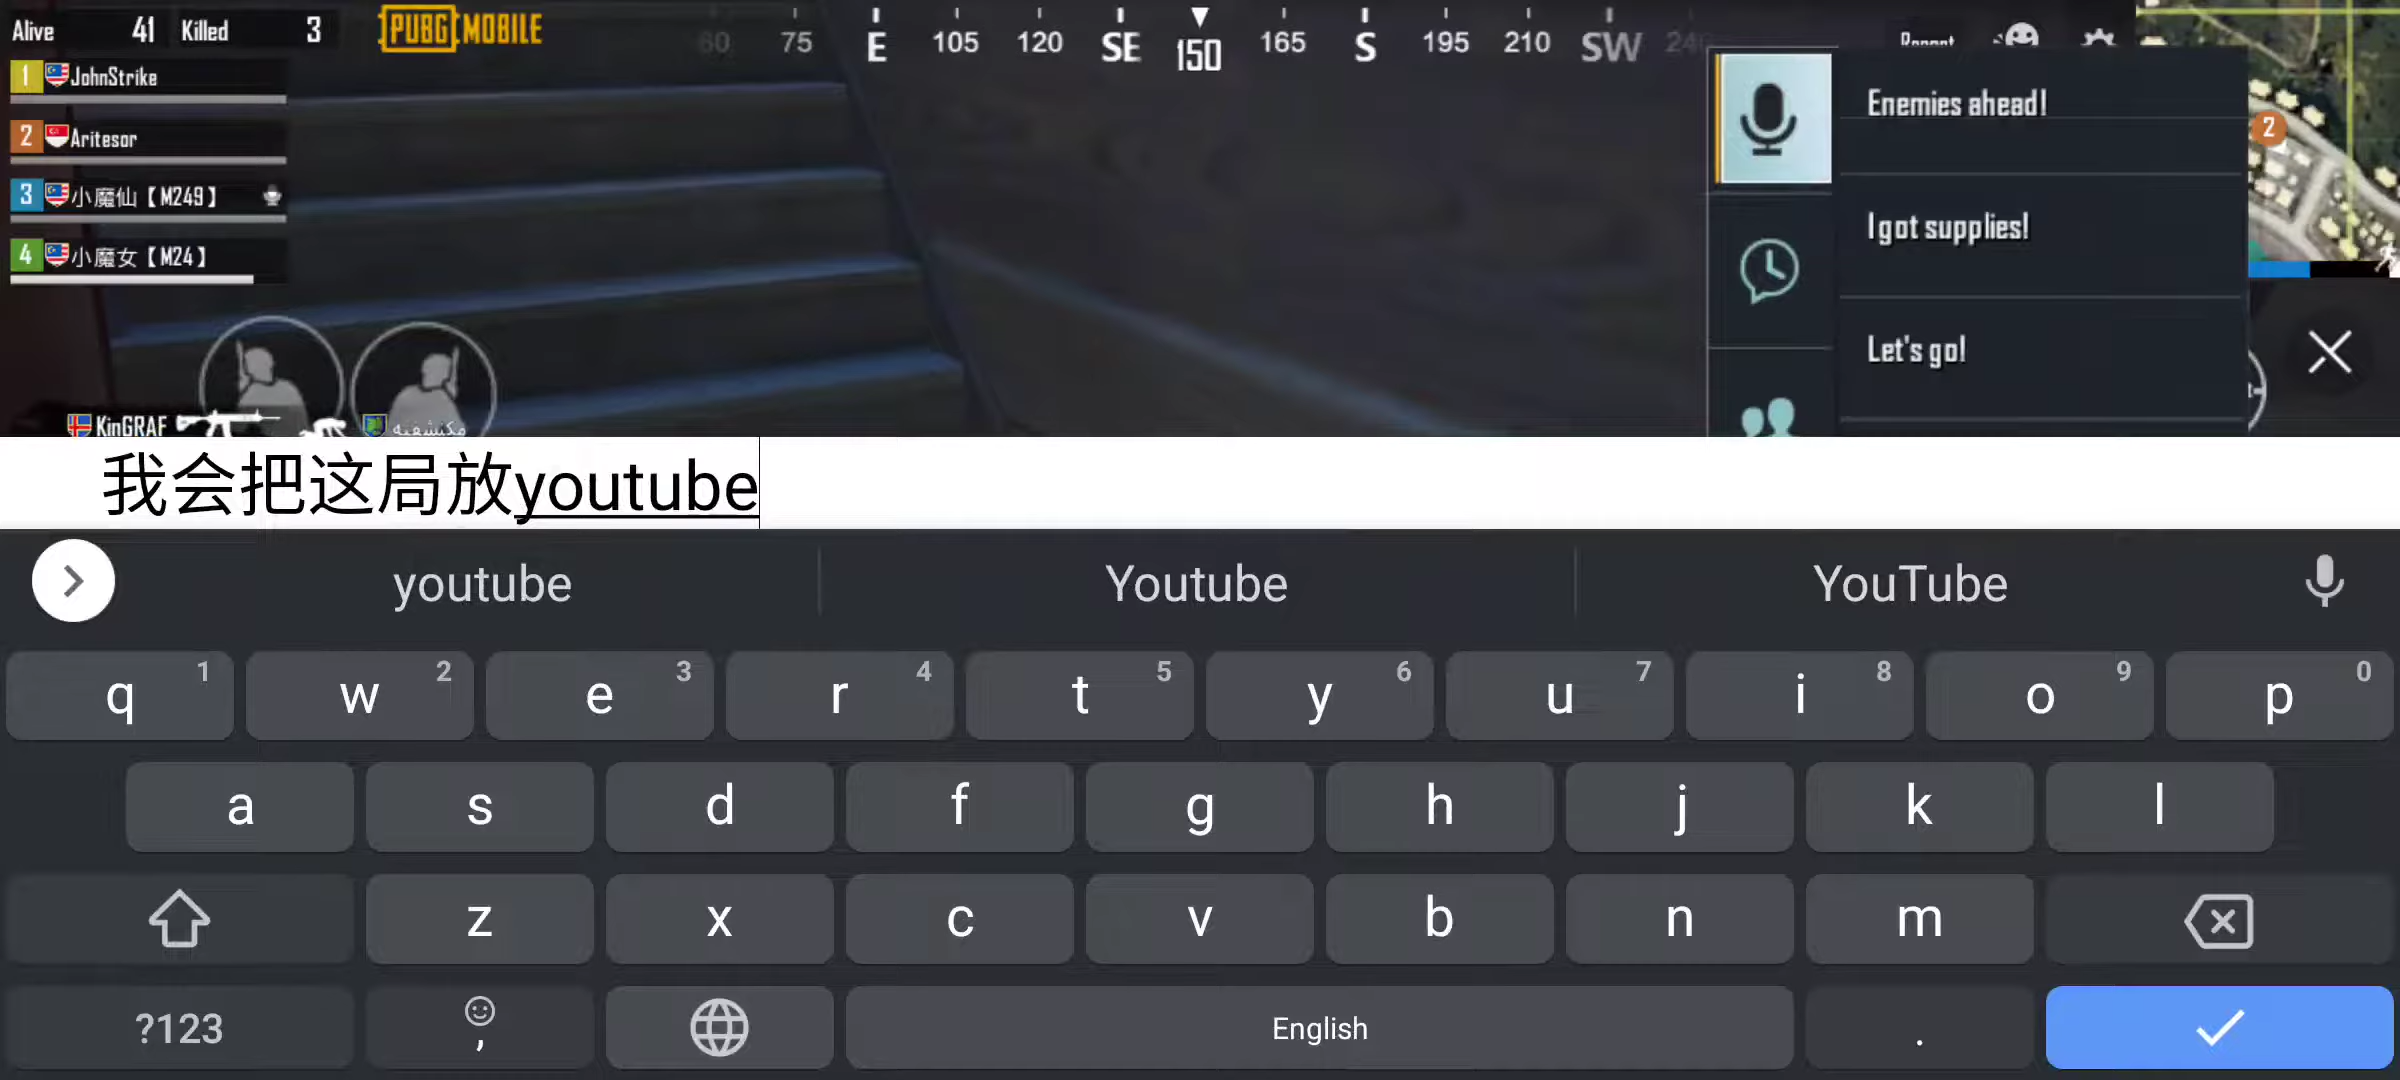 Alive 41 Killed 3 PUBG MOBILE
60 75 E 105 120 SE 150 165 S 195 210 SW 240
Report
1 JohnStrike
2 Aritesor
3 小魔仙【M249】
4 小魔女【M24】
Enemies ahead!
I got supplies!
Let's go!
2
KinGRAF
我会把这局放youtube
youtube Youtube YouTube
q 1 w 2 e 3 r 4 t 5 y 6 u 7 i 8 o 9 p 0
a s d f g h j k l
z x c v b n m
?123 , English .